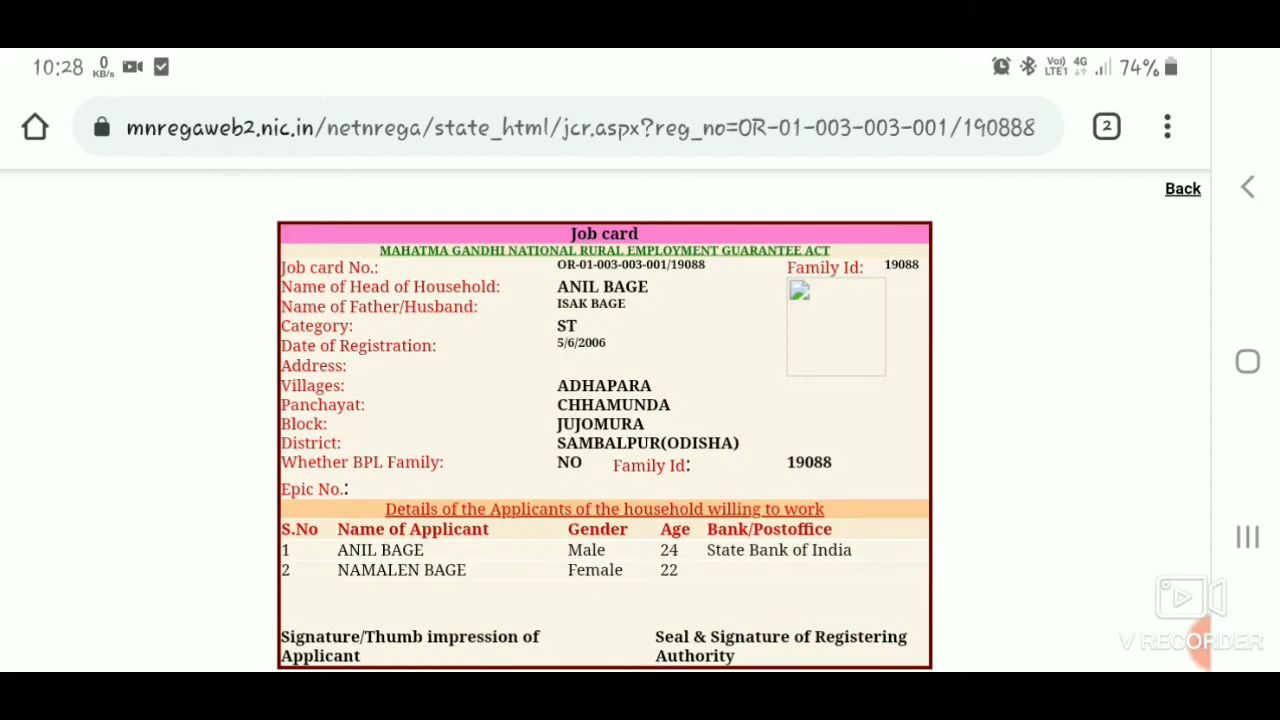 10:28 0 KB/s Vo) LTE1 4G 74%
mnregaweb2.nic.in/netnrega/state_html/jcr.aspx?reg_no=OR-01-003-003-001/190888 2
Back
Job card
MAHATMA GANDHI NATIONAL RURAL EMPLOYMENT GUARANTEE ACT
Job card No.: OR-01-003-003-001/19088 Family Id: 19088
Name of Head of Household: ANIL BAGE
Name of Father/Husband: ISAK BAGE
Category: ST
Date of Registration: 5/6/2006
Address:
Villages: ADHAPARA
Panchayat: CHHAMUNDA
Block: JUJOMURA
District: SAMBALPUR(ODISHA)
Whether BPL Family: NO Family Id: 19088
Epic No.:
Details of the Applicants of the household willing to work
S.No Name of Applicant Gender Age Bank/Postoffice
1 ANIL BAGE Male 24 State Bank of India
2 NAMALEN BAGE Female 22
Signature/Thumb impression of Applicant
Seal & Signature of Registering Authority
V RECORDER